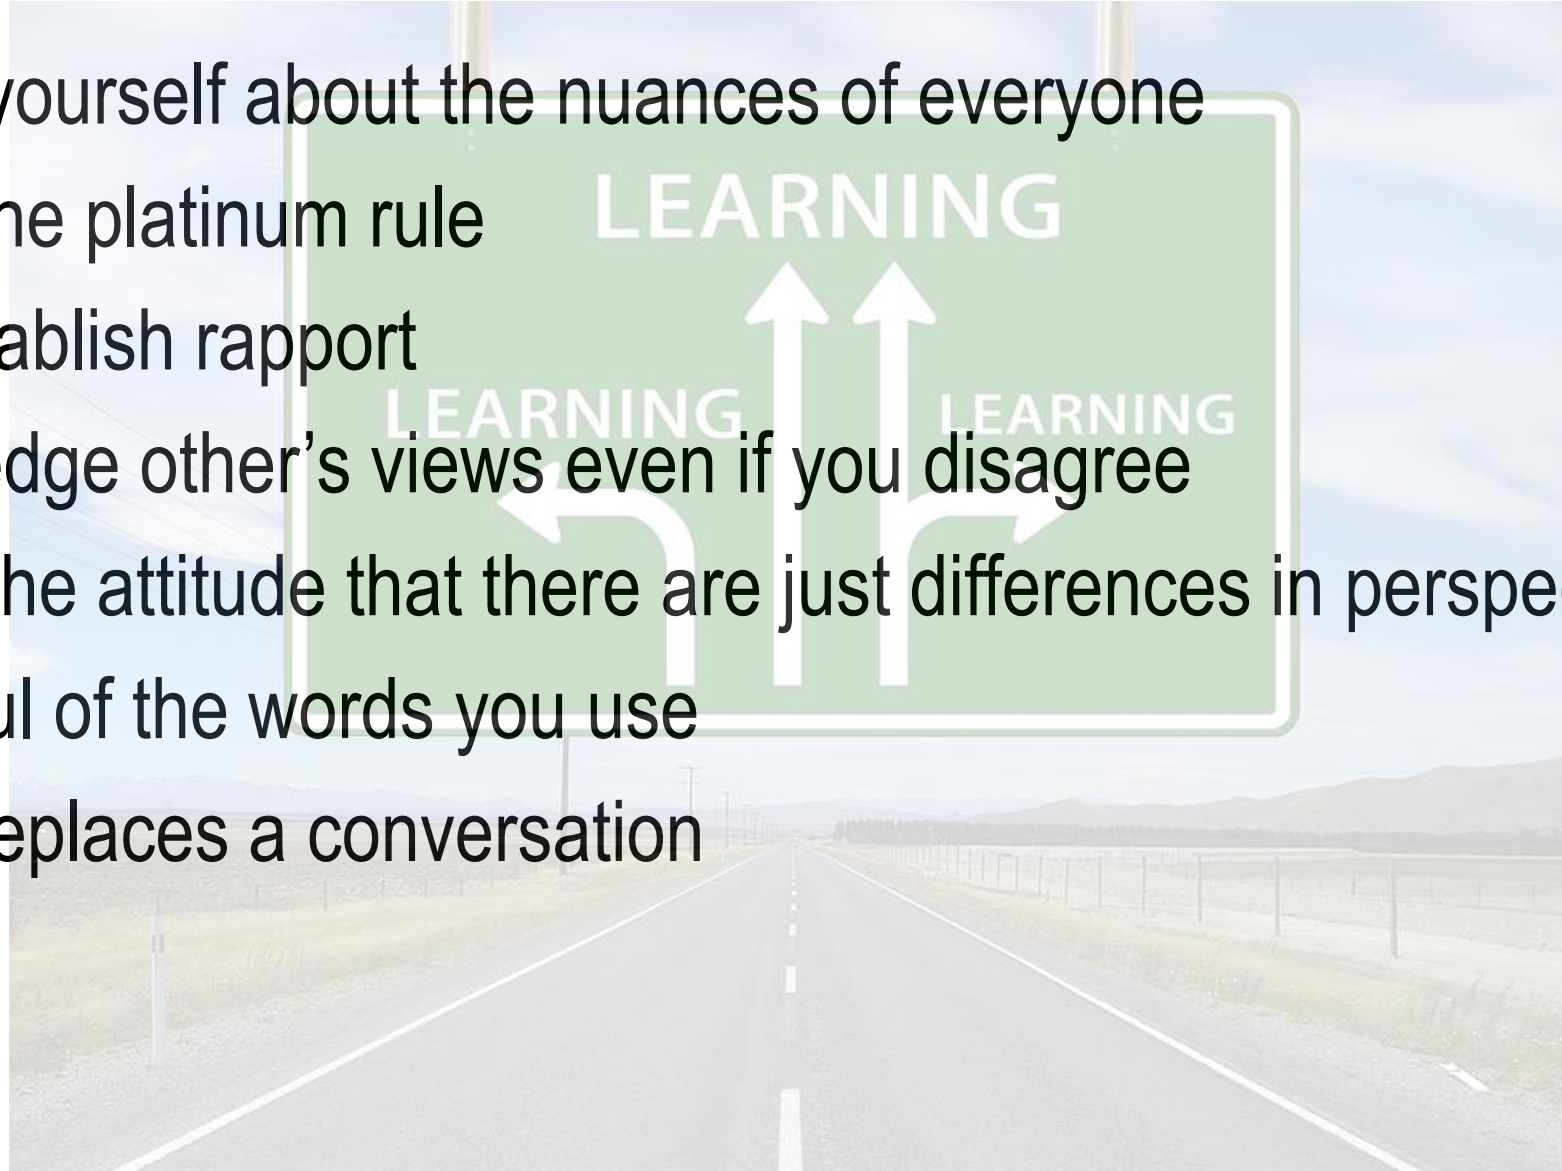 yourself about the nuances of everyone
he platinum rule
ablish rapport
edge other’s views even if you disagree
he attitude that there are just differences in perspe
ul of the words you use
eplaces a conversation
LEARNING
LEARNING
LEARNING